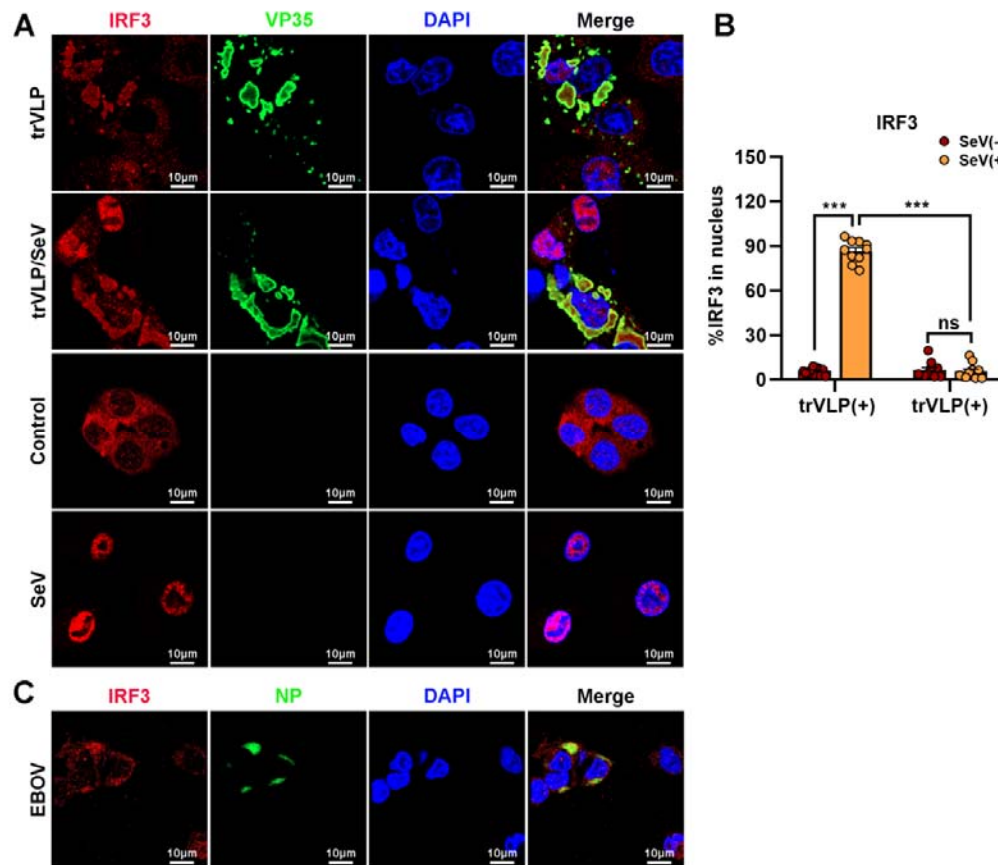 A
IRF3 VP35 DAPI Merge
trVLP
10μm 10μm 10μm 10μm
trVLP/SeV
10μm 10μm 10μm 10μm
Control
10μm 10μm 10μm 10μm
SeV
10μm 10μm 10μm 10μm
B
IRF3
SeV(-
SeV(+
%IRF3 in nucleus
150
120
90
60
30
0
*** ***
ns
trVLP(+) trVLP(+)
C
IRF3 NP DAPI Merge
EBOV
10μm 10μm 10μm 10μm